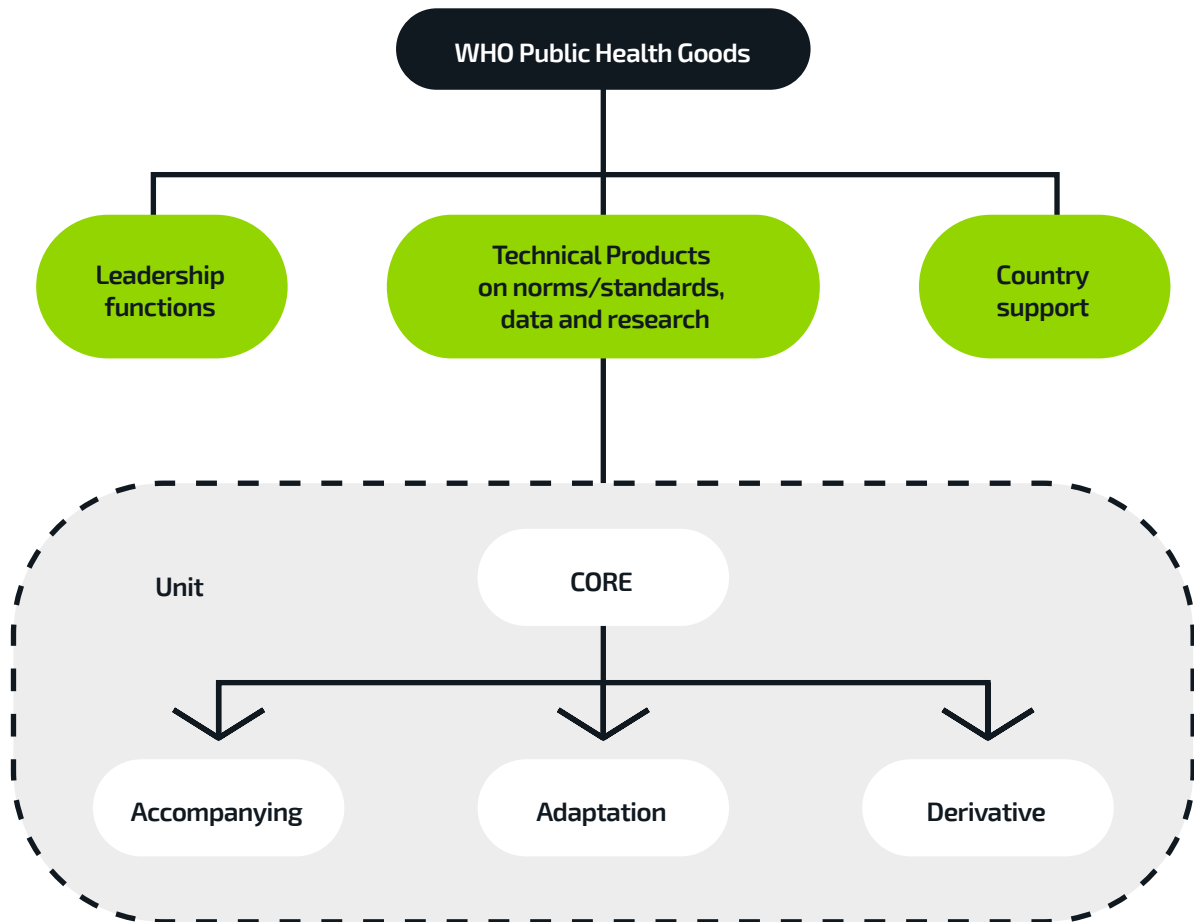 WHO Public Health Goods
Leadership
functions
Technical Products
on norms/standards,
data and research
Country
support
Unit
CORE
Accompanying
Adaptation
Derivative